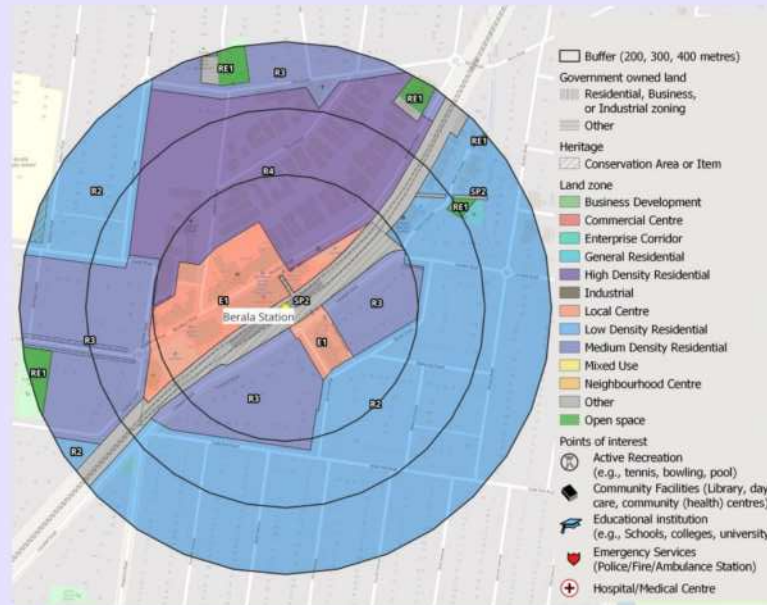 RE1
R3
RE1
RE1
R4
R2
SP2
RE1
E1
SP2
R3
Berala Station
R3
E1
RE1
R3
R2
R2
Buffer (200, 300, 400 metres)
Government owned land
Residential, Business,
or Industrial zoning
Other
Heritage
Conservation Area or Item
Land zone
Business Development
Commercial Centre
Enterprise Corridor
General Residential
High Density Residential
Industrial
Local Centre
Low Density Residential
Medium Density Residential
Mixed Use
Neighbourhood Centre
Other
Open space
Points of interest
Active Recreation
(e.g., tennis, bowling, pool)
Community Facilities (Library, day
care, community (health) centres)
Educational institution
(e.g., Schools, colleges, university
Emergency Services
(Police/Fire/Ambulance Station)
Hospital/Medical Centre